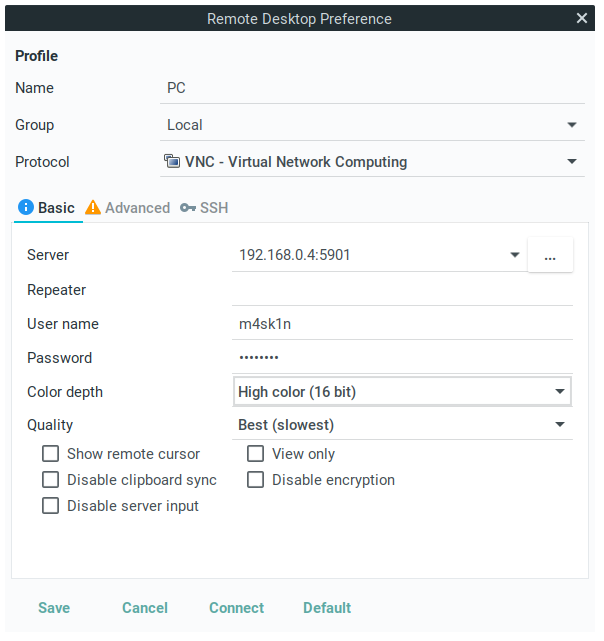 Remote Desktop Preference
Profile
Name PC
Group Local
Protocol VNC - Virtual Network Computing
Basic Advanced SSH
Server 192.168.0.4:5901 ...
Repeater
User name m4sk1n
Password ••••••••
Color depth High color (16 bit)
Quality Best (slowest)
Show remote cursor View only
Disable clipboard sync Disable encryption
Disable server input
Save Cancel Connect Default